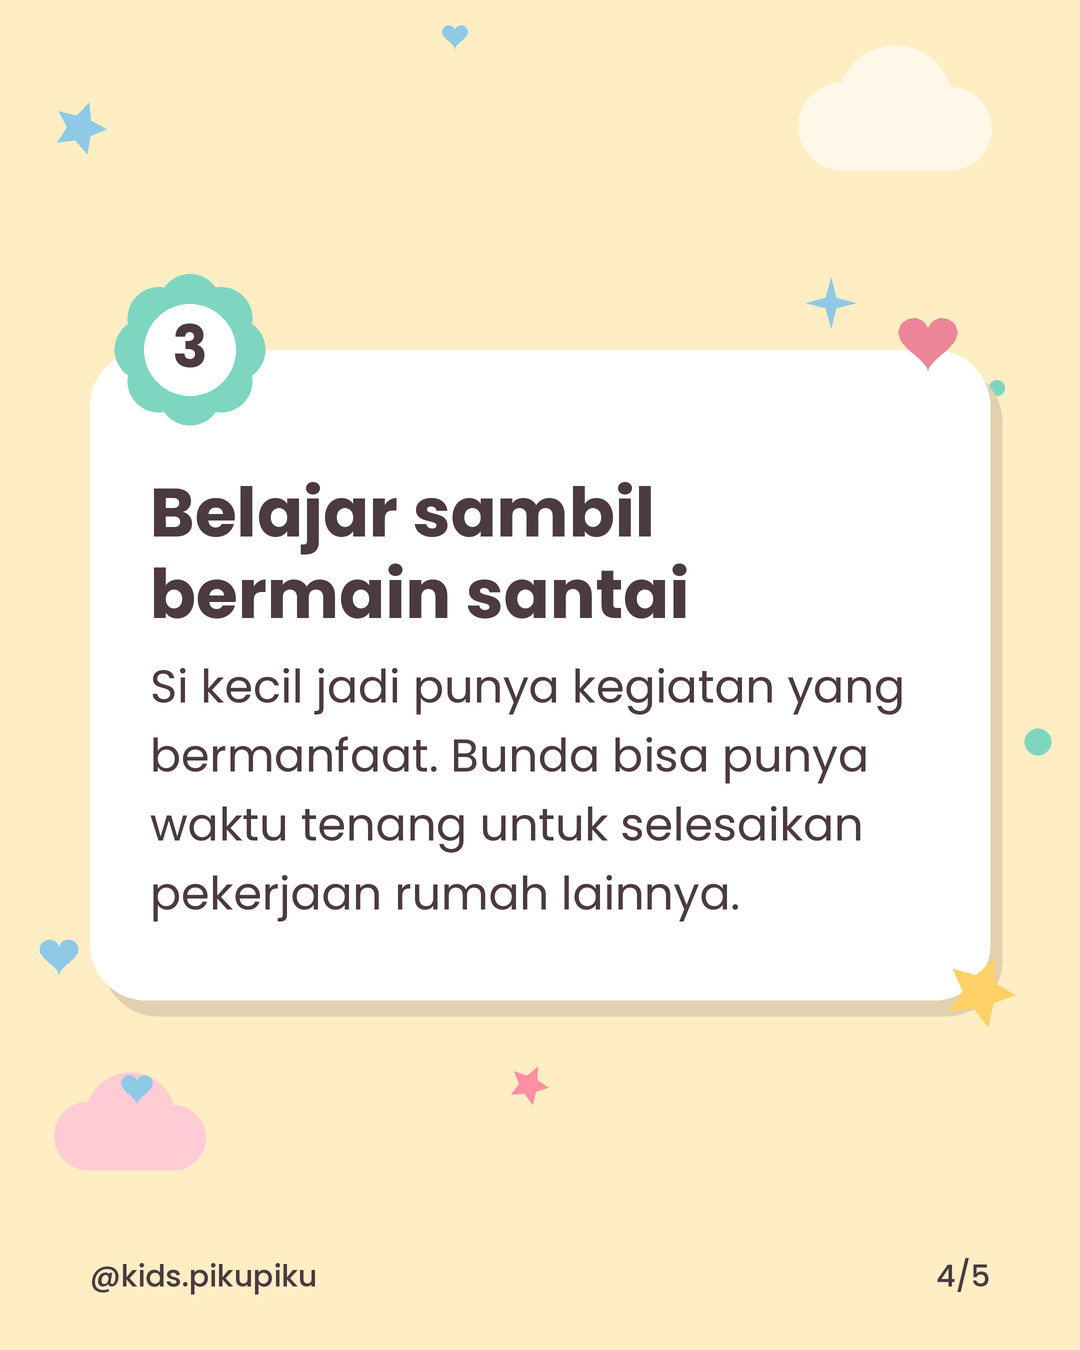 3
Belajar sambil
bermain santai
Si kecil jadi punya kegiatan yang
bermanfaat. Bunda bisa punya
waktu tenang untuk selesaikan
pekerjaan rumah lainnya.
@kids.pikupiku
4/5